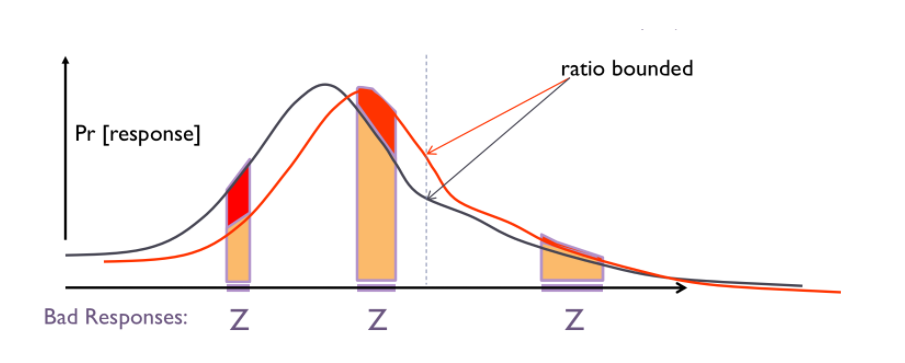 ratio bounded
Pr [response]
Bad Responses: Z Z Z